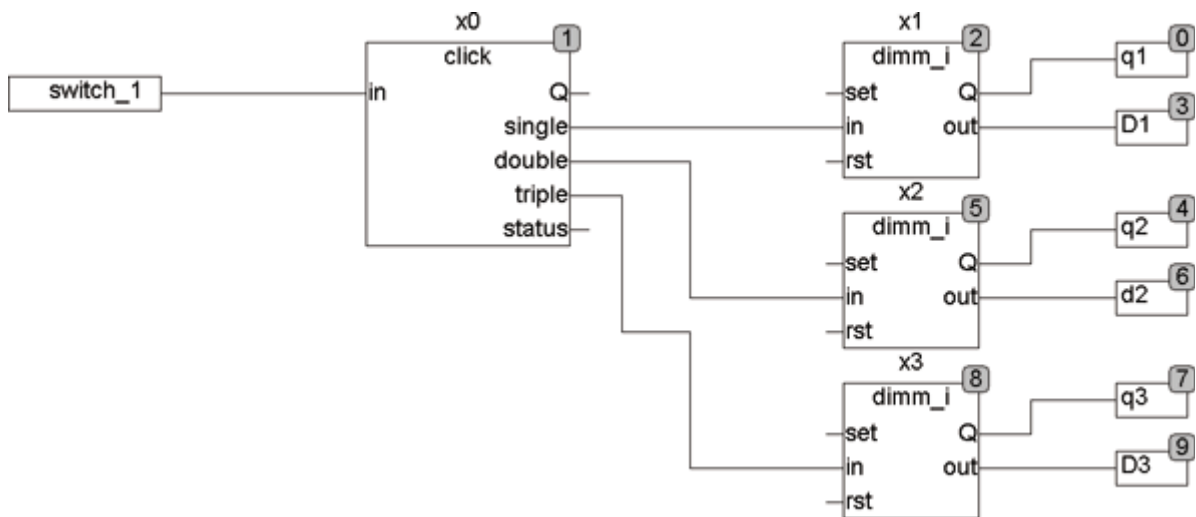 x0
1
click
switch_1
in
Q
single
double
triple
status
x1
2
dimm_i
set
Q
in
out
rst
0
q1
3
D1
x2
5
dimm_i
set
Q
in
out
rst
4
q2
6
d2
x3
8
dimm_i
set
Q
in
out
rst
7
q3
9
D3